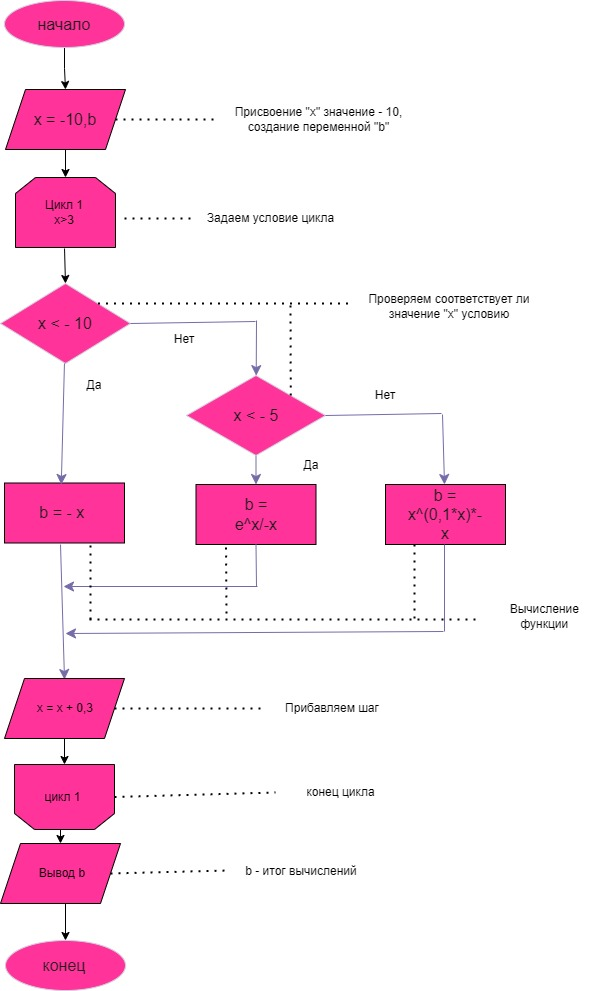 начало
x = -10,b
Присвоение "x" значение - 10,
создание переменной "b"
Цикл 1
x>3
Задаем условие цикла
x < - 10
Проверяем соответствует ли
значение "x" условию
Нет
Да
x < - 5
Нет
Да
b = - x
b =
e^x/-x
b =
x^(0,1*x)*-
x
Вычисление
функции
x = x + 0,3
Прибавляем шаг
цикл 1
конец цикла
Вывод b
b - итог вычислений
конец